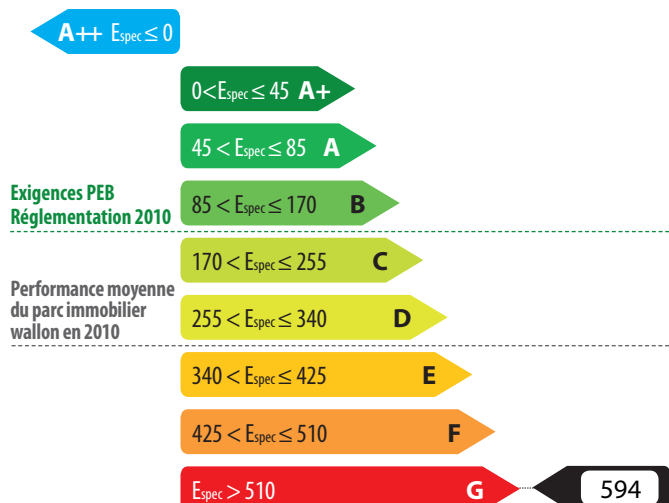 A++ Espec ≤ 0
0<Espec ≤ 45 A+
45 < Espec ≤ 85 A
Exigences PEB
Réglementation 2010
85 < Espec ≤ 170 B
170 < Espec ≤ 255 C
Performance moyenne
du parc immobilier
wallon en 2010
255 < Espec ≤ 340 D
340 < Espec ≤ 425 E
425 < Espec ≤ 510 F
Espec > 510 G
594